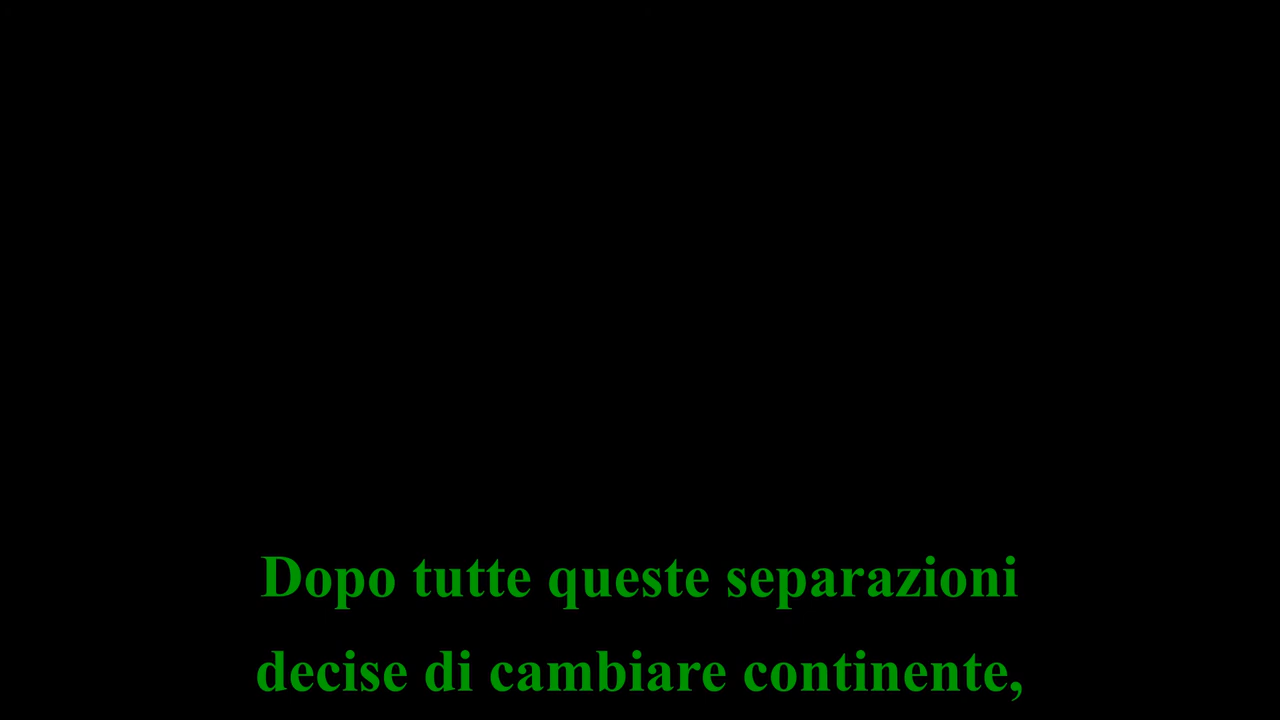 Dopo tutte queste separazioni
decise di cambiare continente,